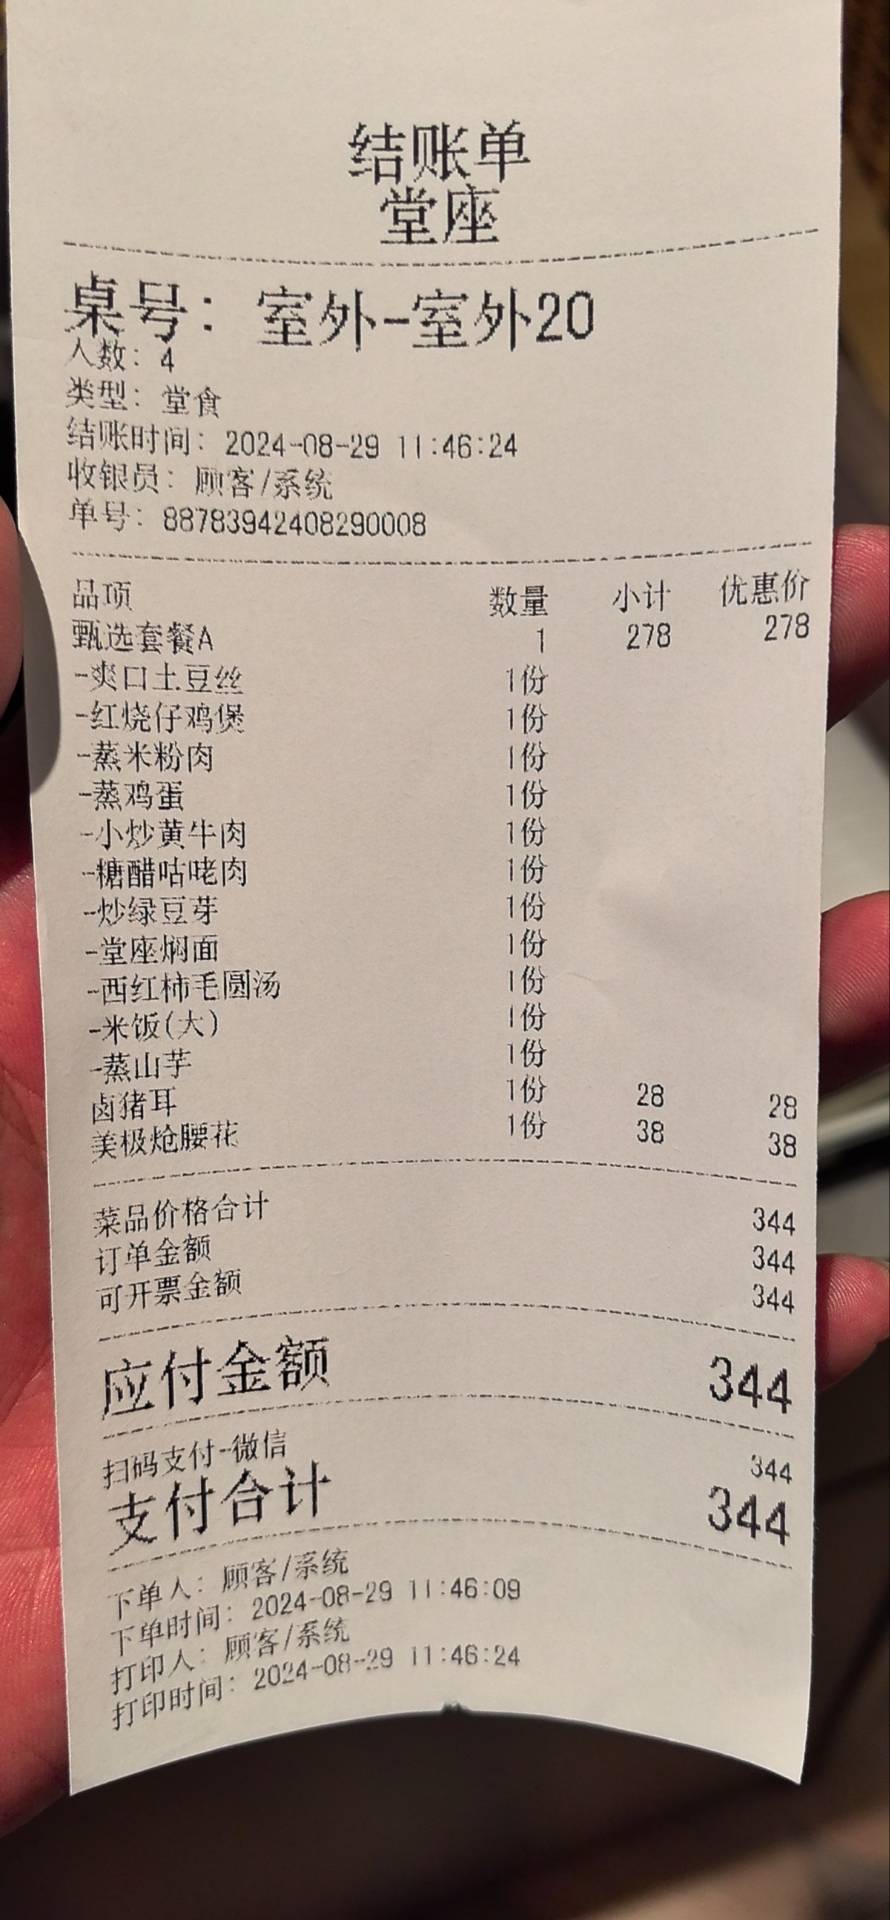 结账单
堂座
桌号：室外-室外20
人数：4
类型：堂食
结账时间：2024-08-29 11:46:24
收银员：顾客/系统
单号：88783942408290008
品项 数量 小计 优惠价
甄选套餐A 1 278 278
-爽口土豆丝 1份
-红烧仔鸡煲 1份
-蒸米粉肉 1份
-蒸鸡蛋 1份
-小炒黄牛肉 1份
-糖醋咕咾肉 1份
-炒绿豆芽 1份
-堂座焖面 1份
-西红柿毛圆汤 1份
-米饭(大) 1份
-蒸山芋 1份
卤猪耳 1份 28 28
美极炝腰花 1份 38 38
菜品价格合计 344
订单金额 344
可开票金额 344
应付金额 344
扫码支付-微信 344
支付合计 344
下单人：顾客/系统
下单时间：2024-08-29 11:46:09
打印人：顾客/系统
打印时间：2024-08-29 11:46:24